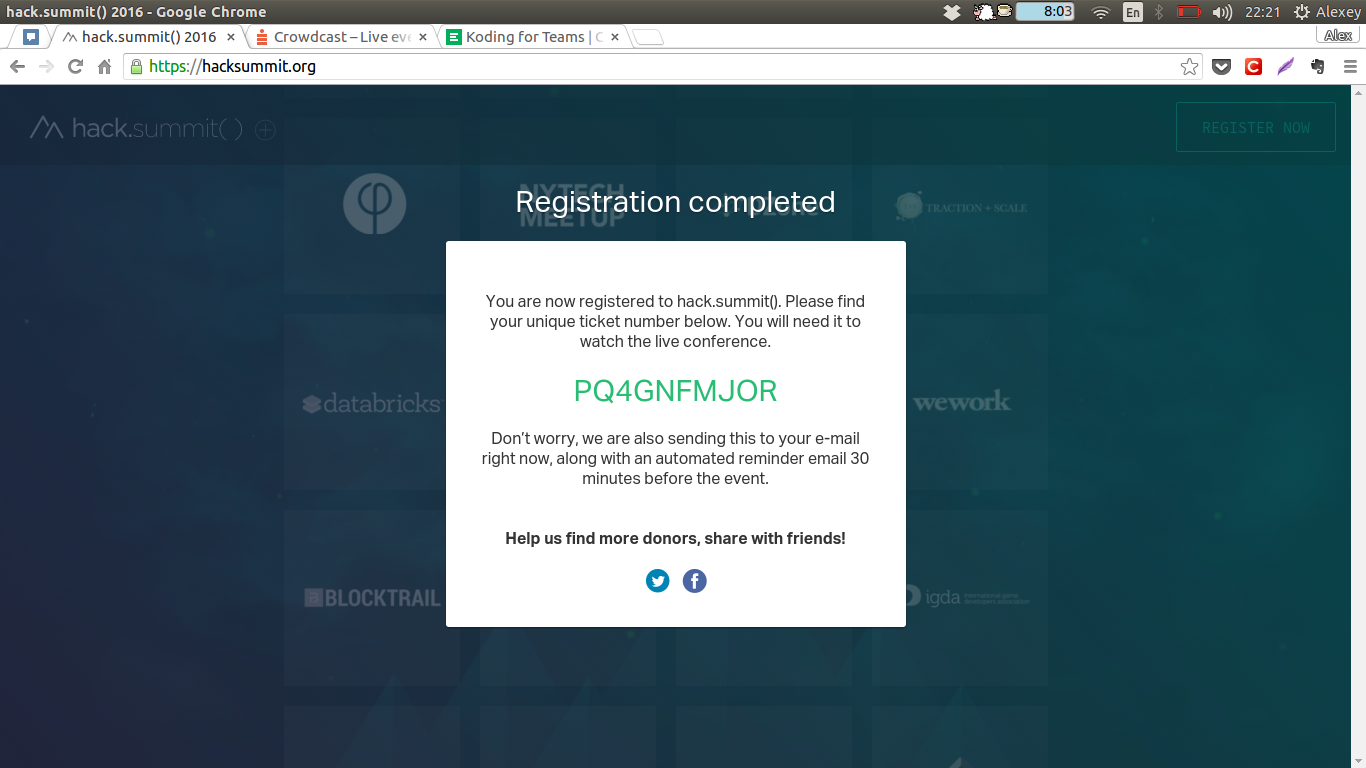 hack.summit() 2016 - Google Chrome
8:03
En
22:21
Alexey
hack.summit() 2016
Crowdcast – Live eve
Koding for Teams | C
Alex
https://hacksummit.org
hack.summit()
REGISTER NOW
NYTECH
MEETUP
TRACTION + SCALE
Registration completed
You are now registered to hack.summit(). Please find
your unique ticket number below. You will need it to
watch the live conference.
databricks
PQ4GNFMJOR
wework
Don’t worry, we are also sending this to your e-mail
right now, along with an automated reminder email 30
minutes before the event.
Help us find more donors, share with friends!
BLOCKTRAIL
igda
international game
developers association